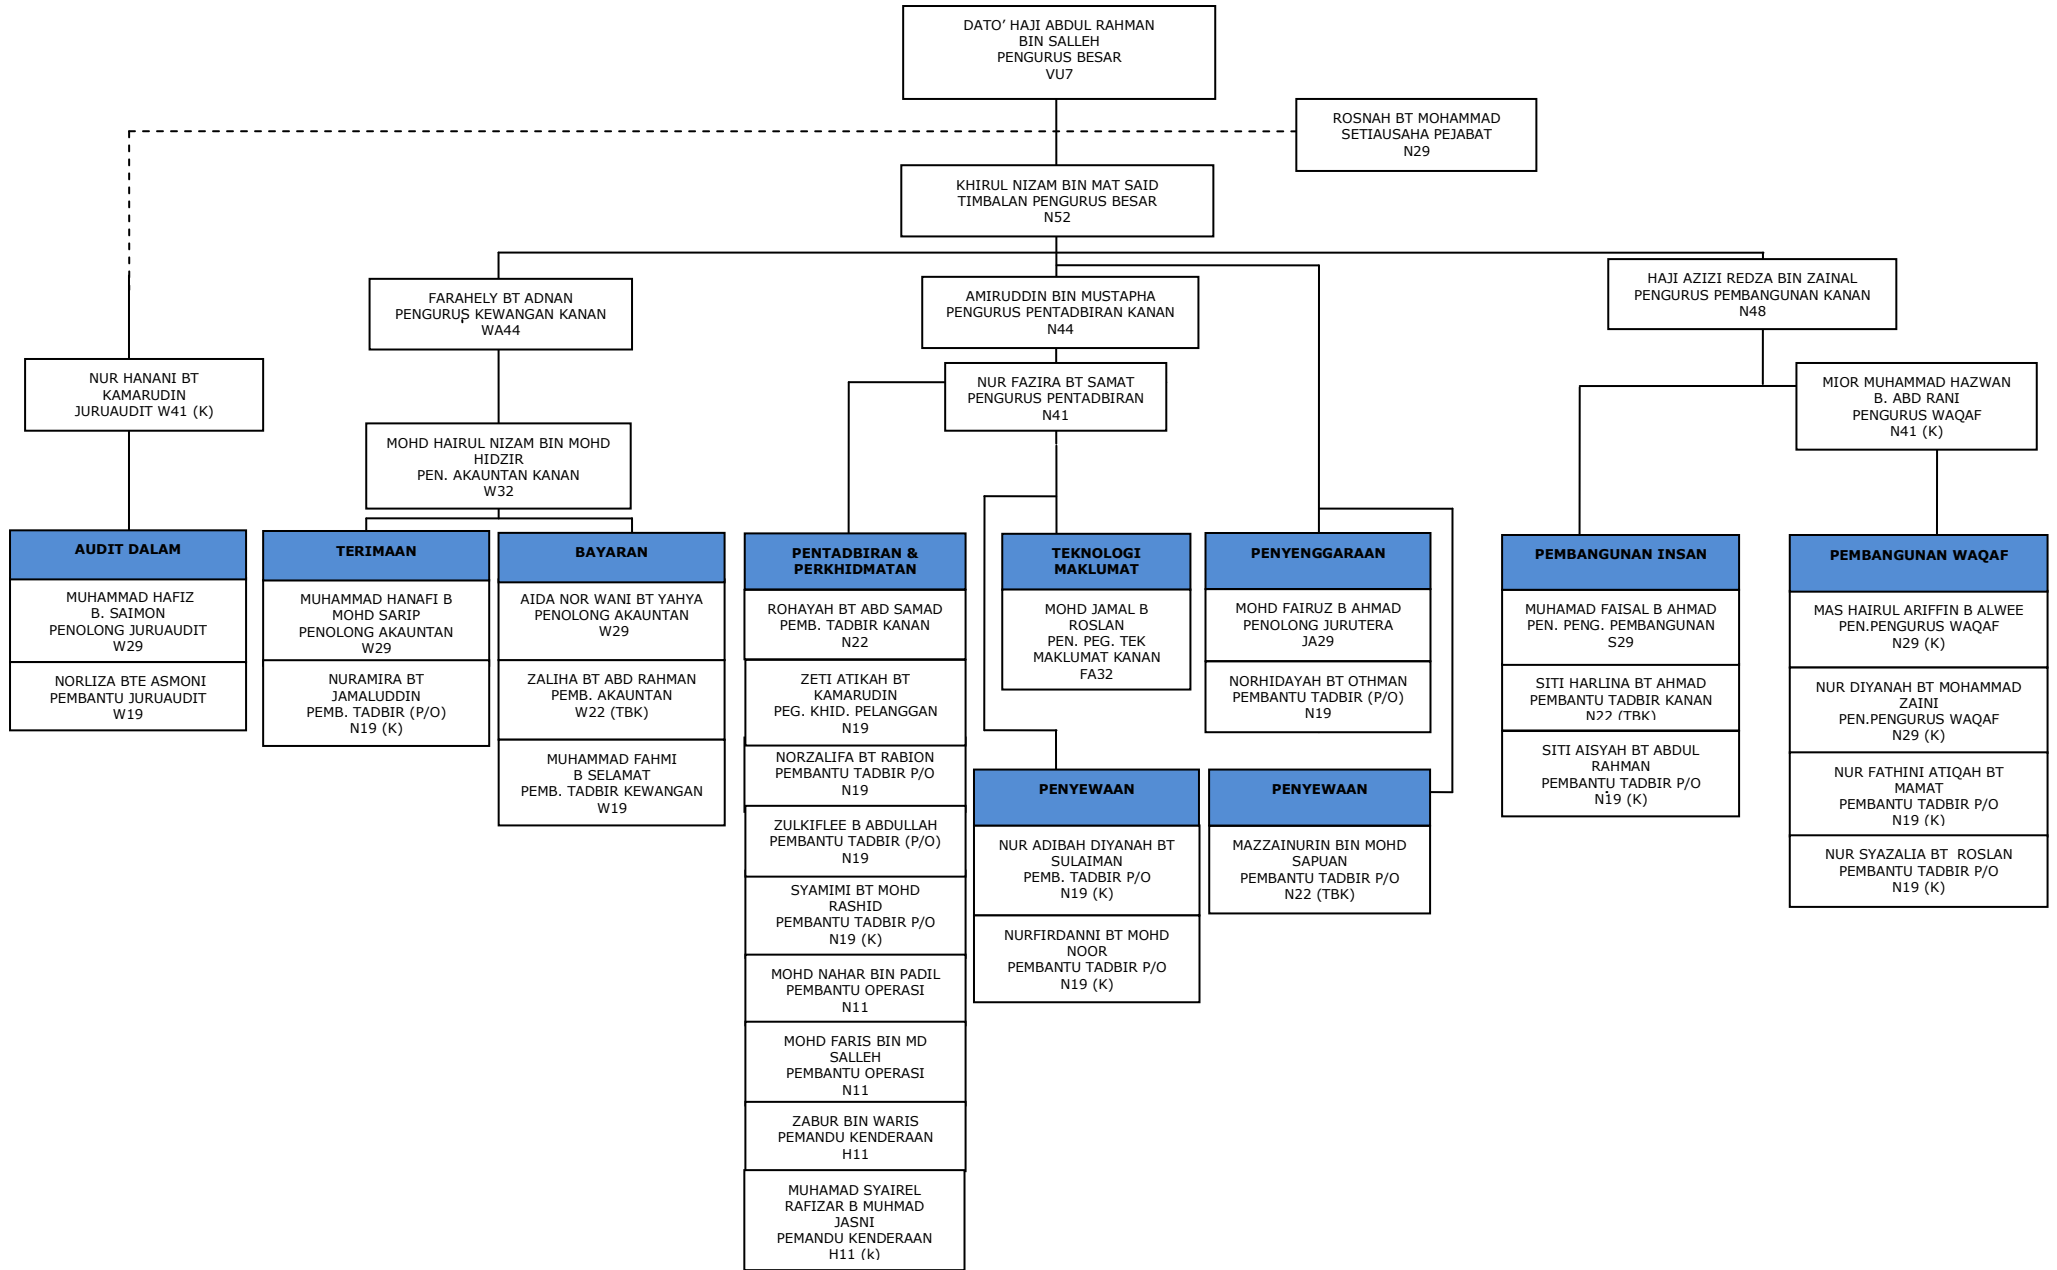 DATO’ HAJI ABDUL RAHMAN
BIN SALLEH
PENGURUS BESAR
VU7
ROSNAH BT MOHAMMAD
SETIAUSAHA PEJABAT
N29
KHIRUL NIZAM BIN MAT SAID
TIMBALAN PENGURUS BESAR
N52
FARAHELY BT ADNAN
PENGURUS KEWANGAN KANAN
WA44
AMIRUDDIN BIN MUSTAPHA
PENGURUS PENTADBIRAN KANAN
N44
HAJI AZIZI REDZA BIN ZAINAL
PENGURUS PEMBANGUNAN KANAN
N48
NUR HANANI BT
KAMARUDIN
JURUAUDIT W41 (K)
NUR FAZIRA BT SAMAT
PENGURUS PENTADBIRAN
N41
MIOR MUHAMMAD HAZWAN
B. ABD RANI
PENGURUS WAQAF
N41 (K)
MOHD HAIRUL NIZAM BIN MOHD
HIDZIR
PEN. AKAUNTAN KANAN
W32
AUDIT DALAM
MUHAMMAD HAFIZ
B. SAIMON
PENOLONG JURUAUDIT
W29
NORLIZA BTE ASMONI
PEMBANTU JURUAUDIT
W19
TERIMAAN
MUHAMMAD HANAFI B
MOHD SARIP
PENOLONG AKAUNTAN
W29
NURAMIRA BT
JAMALUDDIN
PEMB. TADBIR (P/O)
N19 (K)
BAYARAN
AIDA NOR WANI BT YAHYA
PENOLONG AKAUNTAN
W29
ZALIHA BT ABD RAHMAN
PEMB. AKAUNTAN
W22 (TBK)
MUHAMMAD FAHMI
B SELAMAT
PEMB. TADBIR KEWANGAN
W19
PENTADBIRAN &
PERKHIDMATAN
ROHAYAH BT ABD SAMAD
PEMB. TADBIR KANAN
N22
ZETI ATIKAH BT
KAMARUDIN
PEG. KHID. PELANGGAN
N19
NORZALIFA BT RABION
PEMBANTU TADBIR P/O
N19
ZULKIFLEE B ABDULLAH
PEMBANTU TADBIR (P/O)
N19
SYAMIMI BT MOHD
RASHID
PEMBANTU TADBIR P/O
N19 (K)
MOHD NAHAR BIN PADIL
PEMBANTU OPERASI
N11
MOHD FARIS BIN MD
SALLEH
PEMBANTU OPERASI
N11
ZABUR BIN WARIS
PEMANDU KENDERAAN
H11
MUHAMAD SYAIREL
RAFIZAR B MUHMAD
JASNI
PEMANDU KENDERAAN
H11 (k)
TEKNOLOGI
MAKLUMAT
MOHD JAMAL B
ROSLAN
PEN. PEG. TEK
MAKLUMAT KANAN
FA32
PENYENGGARAAN
MOHD FAIRUZ B AHMAD
PENOLONG JURUTERA
JA29
NORHIDAYAH BT OTHMAN
PEMBANTU TADBIR (P/O)
N19
PENYEWAAN
NUR ADIBAH DIYANAH BT
SULAIMAN
PEMB. TADBIR P/O
N19 (K)
NURFIRDANNI BT MOHD
NOOR
PEMBANTU TADBIR P/O
N19 (K)
PENYEWAAN
MAZZAINURIN BIN MOHD
SAPUAN
PEMBANTU TADBIR P/O
N22 (TBK)
PEMBANGUNAN INSAN
MUHAMAD FAISAL B AHMAD
PEN. PENG. PEMBANGUNAN
S29
SITI HARLINA BT AHMAD
PEMBANTU TADBIR KANAN
N22 (TBK)
SITI AISYAH BT ABDUL
RAHMAN
PEMBANTU TADBIR P/O
N19 (K)
PEMBANGUNAN WAQAF
MAS HAIRUL ARIFFIN B ALWEE
PEN.PENGURUS WAQAF
N29 (K)
NUR DIYANAH BT MOHAMMAD
ZAINI
PEN.PENGURUS WAQAF
N29 (K)
NUR FATHINI ATIQAH BT
MAMAT
PEMBANTU TADBIR P/O
N19 (K)
NUR SYAZALIA BT ROSLAN
PEMBANTU TADBIR P/O
N19 (K)